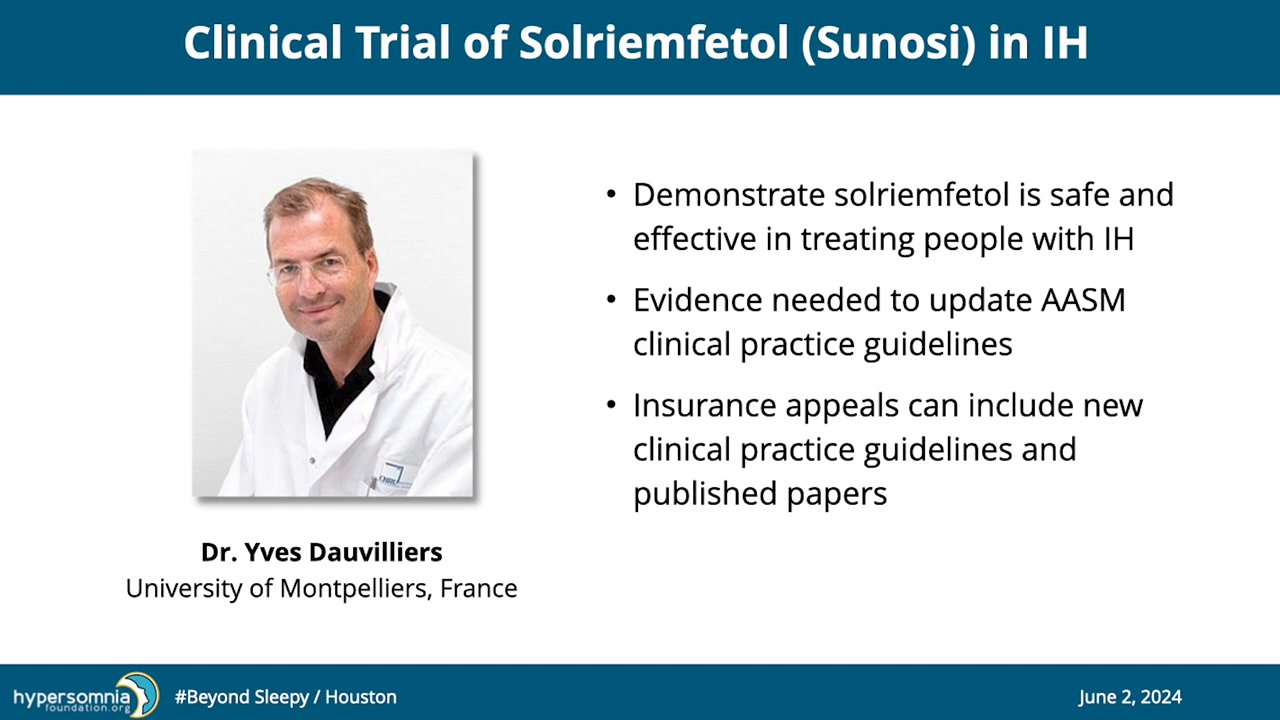 Clinical Trial of Solriemfetol (Sunosi) in IH
• Demonstrate solriemfetol is safe and
effective in treating people with IH
• Evidence needed to update AASM
clinical practice guidelines
• Insurance appeals can include new
clinical practice guidelines and
published papers
Dr. Yves Dauvilliers
University of Montpelliers, France
hypersomnia
foundation.org
#Beyond Sleepy / Houston
June 2, 2024